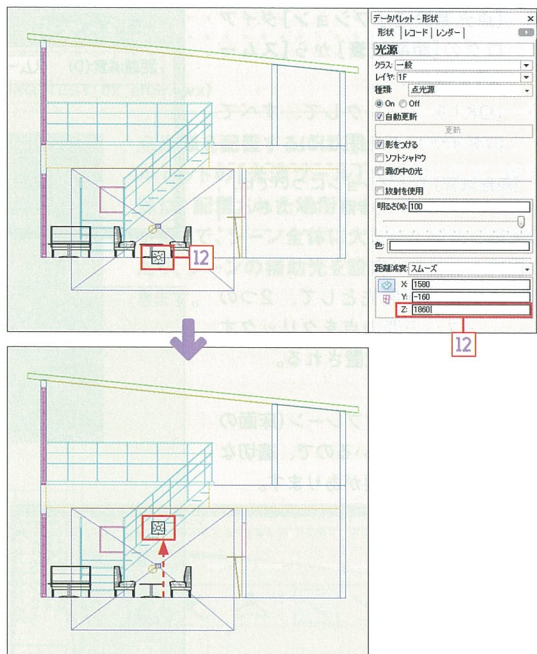 データパレット - 形状
形状 レコード レンダー
光源
クラス: 一般
レイヤ: 1F
種類: 点光源
On Off
自動更新
更新
影をつける
ソフトシャドウ
霧の中の光
放射を使用
明るさ(%): 100
色:
距離減衰: スムーズ
X: 1580
Y: -160
Z: 1860
12
12